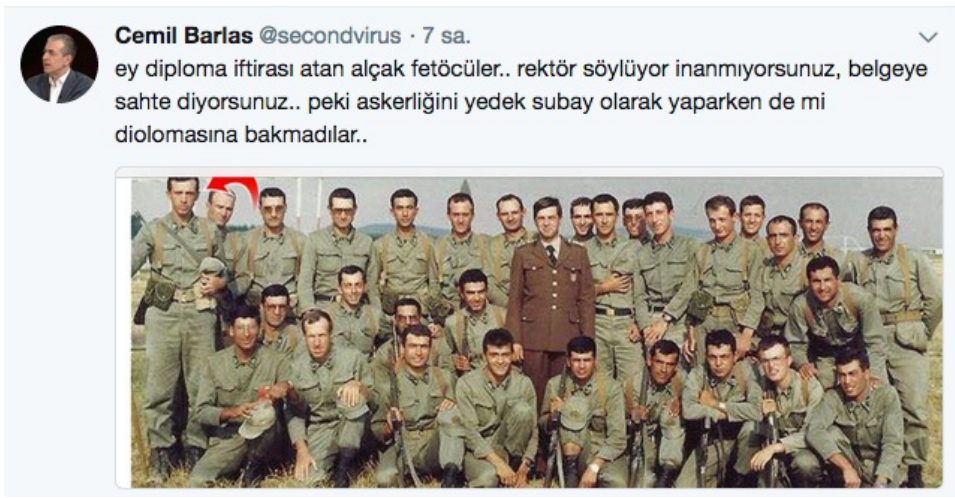 Cemil Barlas @secondvirus · 7 sa.
ey diploma iftirası atan alçak fetöcüler.. rektör söylüyor inanmıyorsunuz, belgeye
sahte diyorsunuz.. peki askerliğini yedek subay olarak yaparken de mi
diolomasına bakmadılar..